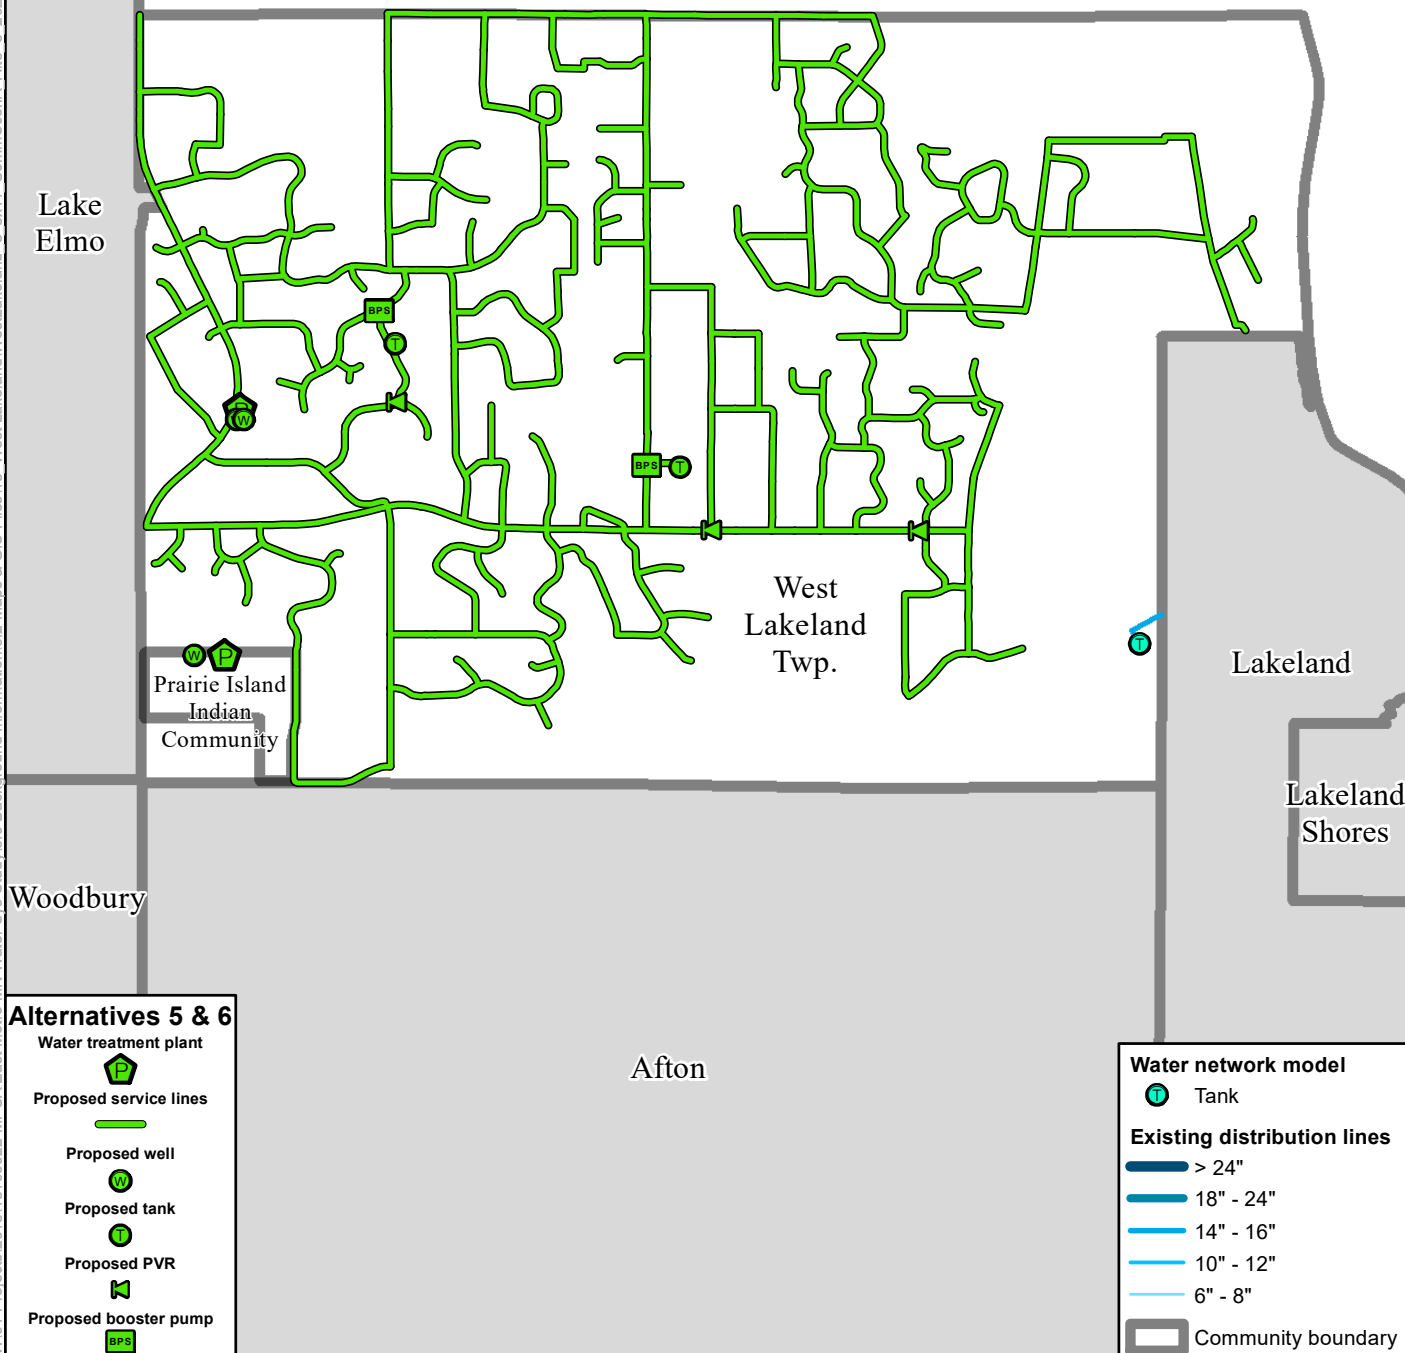 Lake
Elmo
BPS
T
P
W
BPS
T
West
Lakeland
Twp.
T
Lakeland
W
P
Prairie Island
Indian
Community
Lakeland
Shores
Woodbury
Afton
Alternatives 5 & 6
Water treatment plant
P
Proposed service lines
Proposed well
W
Proposed tank
T
Proposed PVR
Proposed booster pump
BPS
Water network model
T Tank
Existing distribution lines
> 24"
18" - 24"
14" - 16"
10" - 12"
6" - 8"
Community boundary